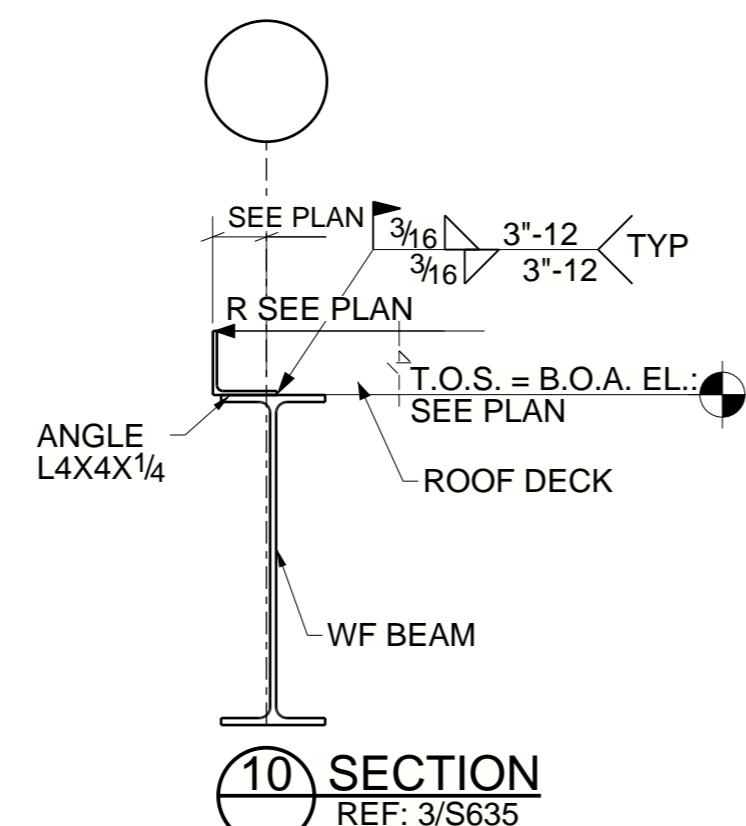 SEE PLAN
3/16 3"-12
3/16 3"-12
TYP
R SEE PLAN
T.O.S. = B.O.A. EL.:
SEE PLAN
ANGLE
L4X4X1/4
ROOF DECK
WF BEAM
10 SECTION
REF: 3/S635